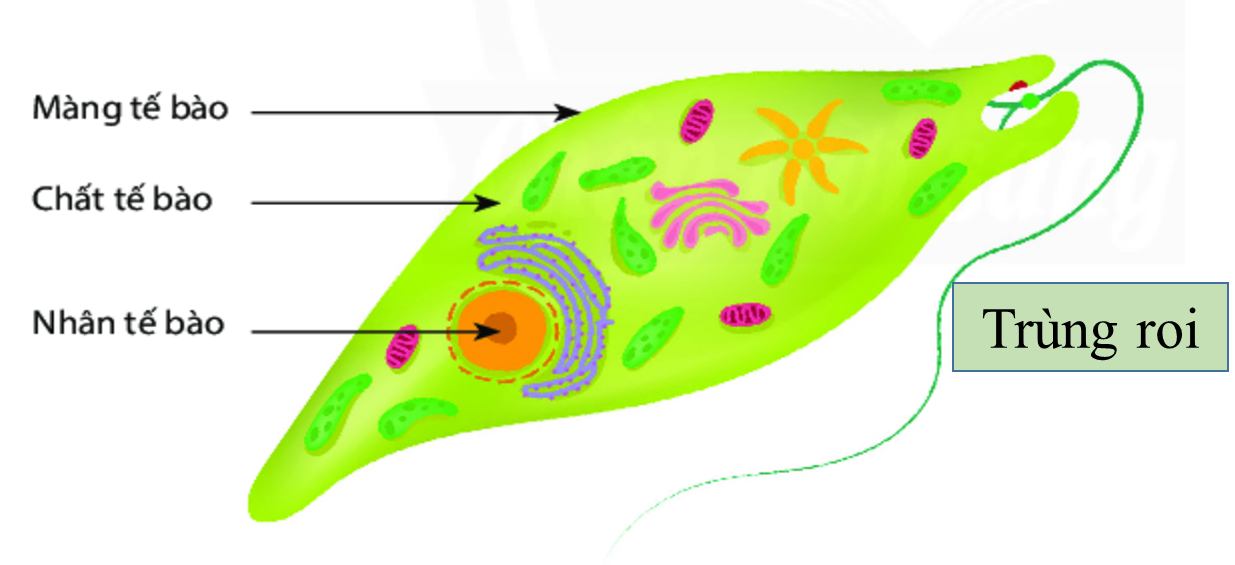 Màng tế bào
Chất tế bào
Nhân tế bào
Trùng roi